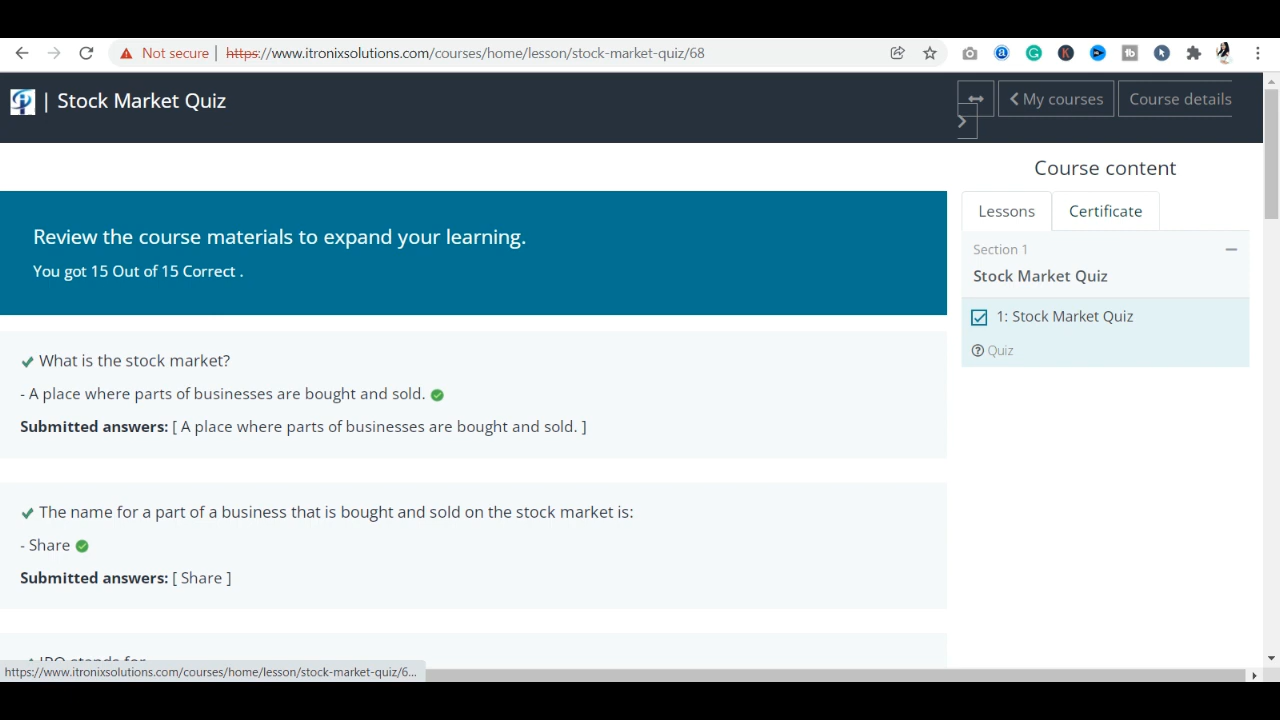 Not secure | https://www.itronixsolutions.com/courses/home/lesson/stock-market-quiz/68
| Stock Market Quiz
My courses
Course details
Course content
Review the course materials to expand your learning.
You got 15 Out of 15 Correct .
Lessons
Certificate
Section 1
Stock Market Quiz
1: Stock Market Quiz
Quiz
What is the stock market?
- A place where parts of businesses are bought and sold.
Submitted answers: [ A place where parts of businesses are bought and sold. ]
The name for a part of a business that is bought and sold on the stock market is:
- Share
Submitted answers: [ Share ]
IPO stands for
https://www.itronixsolutions.com/courses/home/lesson/stock-market-quiz/6...